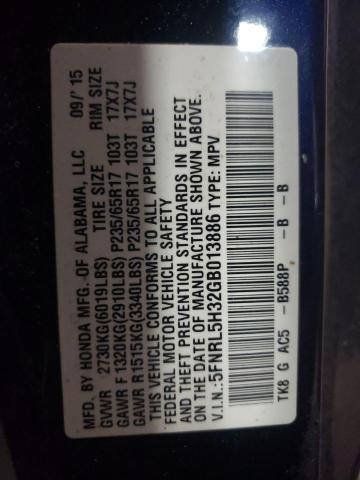 MFD. BY HONDA MFG. OF ALABAMA, LLC 09/'15
GVWR 2730KG(6019LBS) TIRE SIZE RIM SIZE
GAWR F 1320KG(2910LBS) P235/65R17 103T 17X7J
GAWR R1515KG(3340LBS) P235/65R17 103T 17X7J
THIS VEHICLE CONFORMS TO ALL APPLICABLE
FEDERAL MOTOR VEHICLE SAFETY
AND THEFT PREVENTION STANDARDS IN EFFECT
ON THE DATE OF MANUFACTURE SHOWN ABOVE.
V.I.N.:5FNRL5H32GB013886 TYPE: MPV
TK8 G AC5 -B588P -B -B